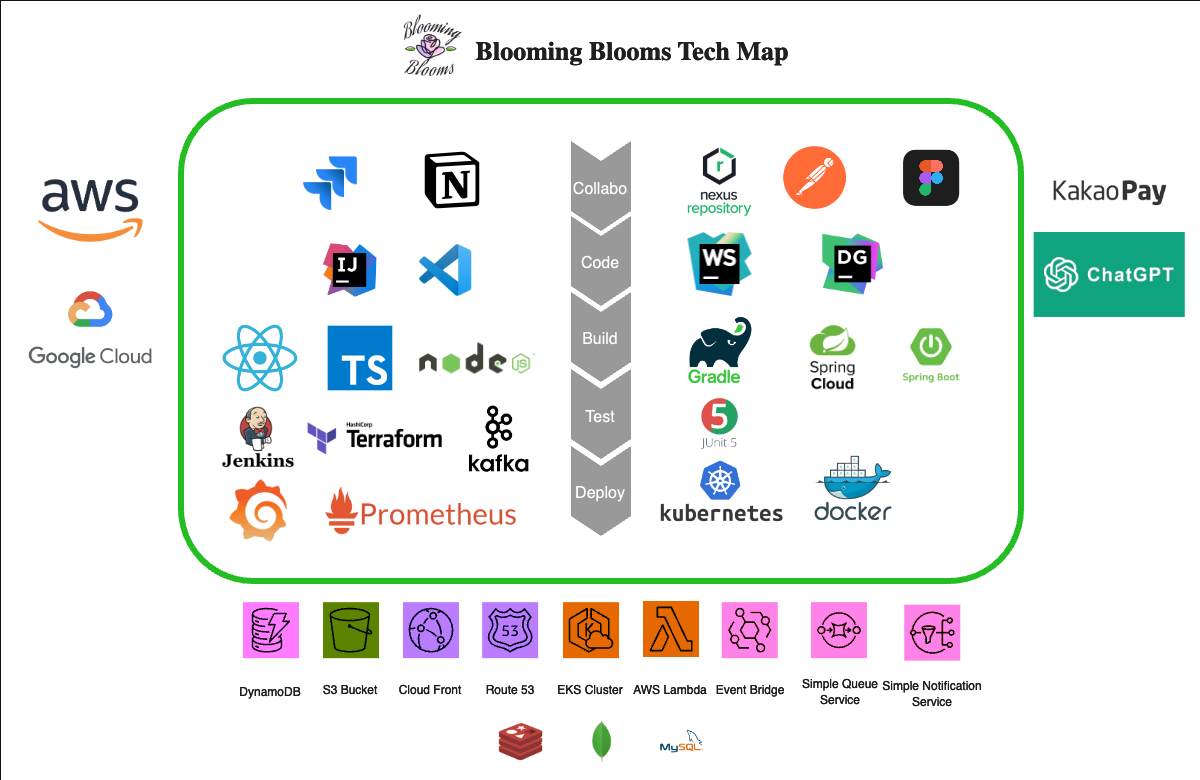 Blooming
Blooms
Blooming Blooms Tech Map
aws
Google Cloud
N
Collabo
r
nexus
repository
KakaoPay
IJ
Code
WS
DG
ChatGPT
TS
node
JS
Build
Gradle
Spring
Cloud
Spring Boot
Jenkins
HashiCorp
Terraform
kafka
Test
5
JUnit 5
Prometheus
Deploy
kubernetes
docker
53
K
DynamoDB
S3 Bucket
Cloud Front
Route 53
EKS Cluster
AWS Lambda
Event Bridge
Simple Queue
Service
Simple Notification
Service
MySQL